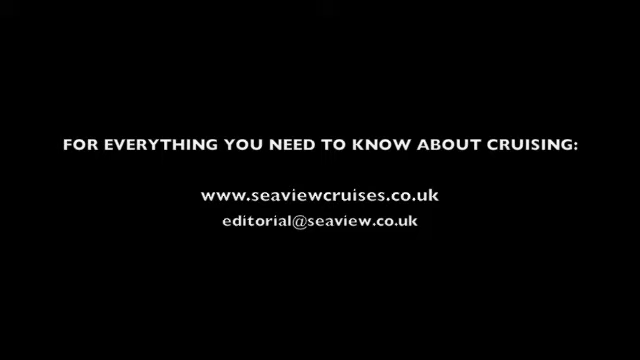 FOR EVERYTHING YOU NEED TO KNOW ABOUT CRUISING:
www.seaviewcruises.co.uk
editorial@seaview.co.uk